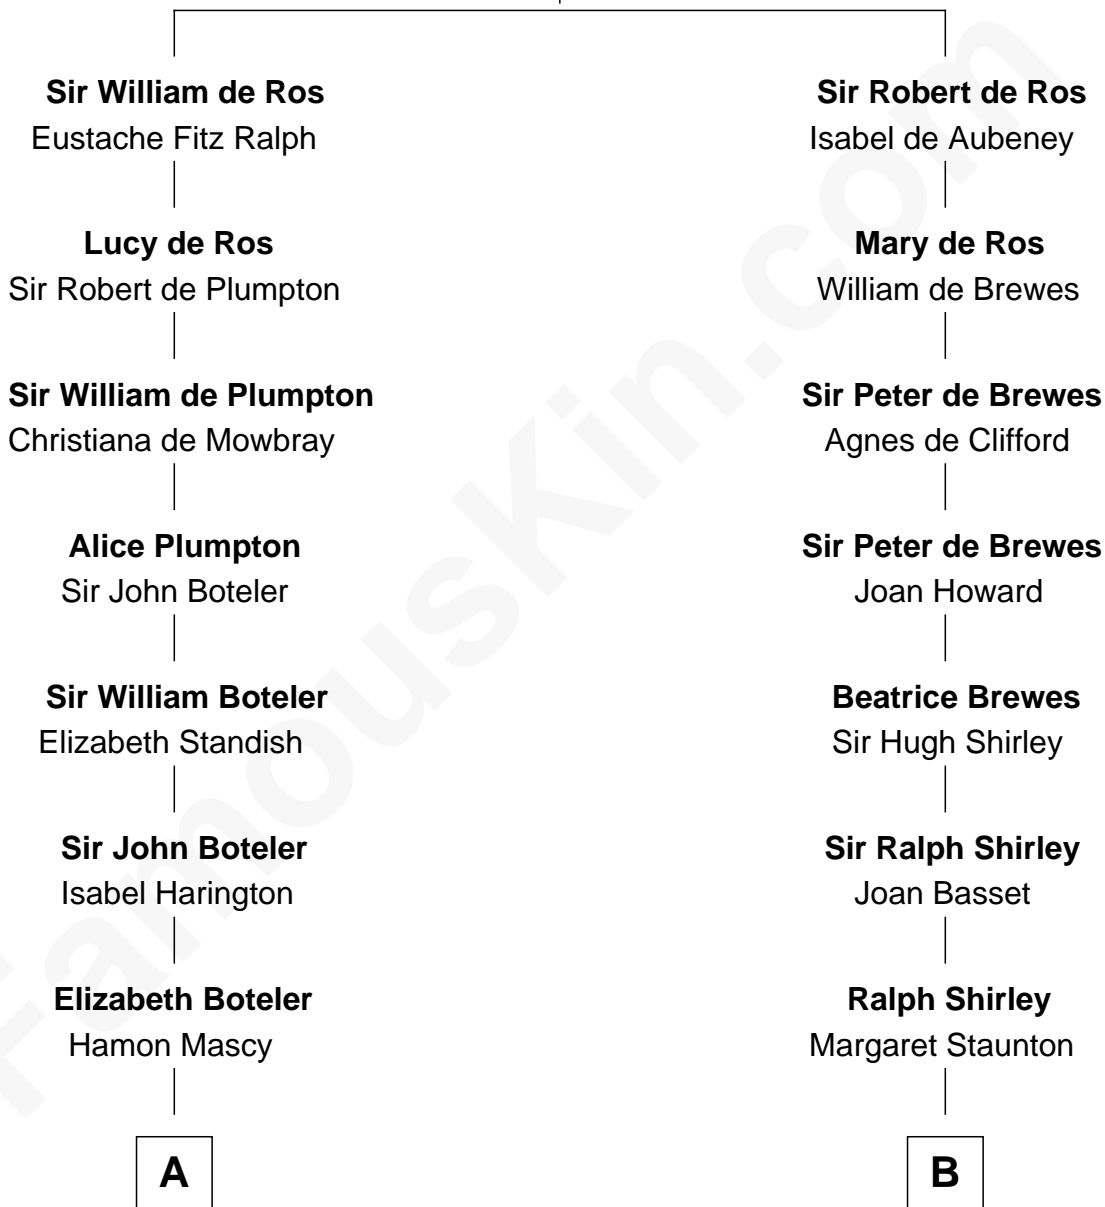 Sir William de Ros
Eustache Fitz Ralph
Lucy de Ros
Sir Robert de Plumpton
Sir William de Plumpton
Christiana de Mowbray
Alice Plumpton
Sir John Boteler
Sir William Boteler
Elizabeth Standish
Sir John Boteler
Isabel Harington
Elizabeth Boteler
Hamon Mascy
A
Sir Robert de Ros
Isabel de Aubeney
Mary de Ros
William de Brewes
Sir Peter de Brewes
Agnes de Clifford
Sir Peter de Brewes
Joan Howard
Beatrice Brewes
Sir Hugh Shirley
Sir Ralph Shirley
Joan Basset
Ralph Shirley
Margaret Staunton
B
FamousKin.com